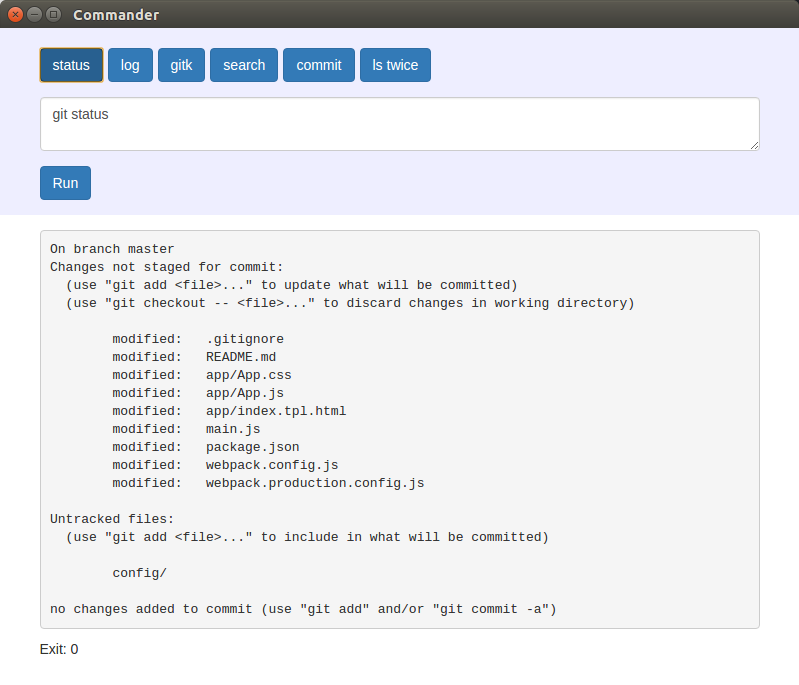 Commander
status log gitk search commit ls twice
git status
Run
On branch master
Changes not staged for commit:
  (use "git add <file>..." to update what will be committed)
  (use "git checkout -- <file>..." to discard changes in working directory)
        modified:   .gitignore
        modified:   README.md
        modified:   app/App.css
        modified:   app/App.js
        modified:   app/index.tpl.html
        modified:   main.js
        modified:   package.json
        modified:   webpack.config.js
        modified:   webpack.production.config.js
Untracked files:
  (use "git add <file>..." to include in what will be committed)
        config/
no changes added to commit (use "git add" and/or "git commit -a")
Exit: 0